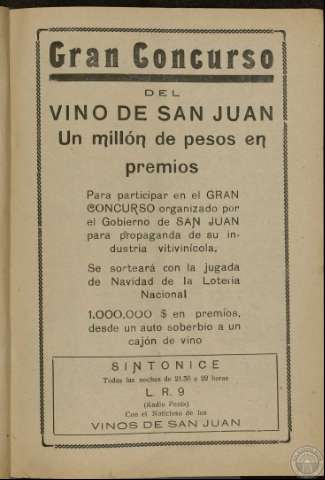 Gran Concurso
DEL
VINO DE SAN JUAN
Un millón de pesos en
premios
Para participar en el GRAN
CONCURSO organizado por
el Gobierno de SAN JUAN
para propaganda de su in-
dustria vitivinícola,
Se sorteará con la jugada
de Navidad de la Lotería
Nacional
1.000.000 $ en premios,
desde un auto soberbio a un
cajón de vino
SINTONICE
Todas las noches de 21.30 a 22 horas
L. R. 9
(Radio Fenix)
Con el Noticioso de los
VINOS DE SAN JUAN